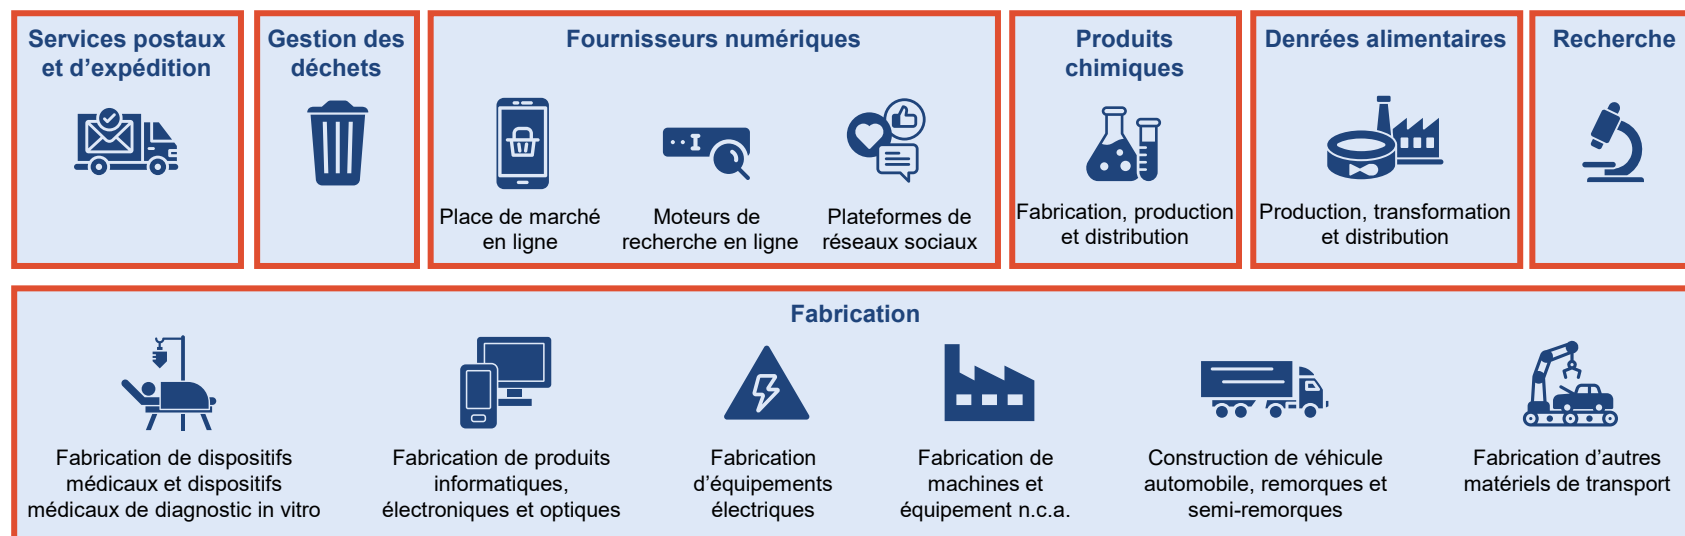 Services postaux
et d’expédition
Gestion des
déchets
Fournisseurs numériques
Place de marché
en ligne
Moteurs de
recherche en ligne
Plateformes de
réseaux sociaux
Produits
chimiques
Fabrication, production
et distribution
Denrées alimentaires
Production, transformation
et distribution
Recherche
Fabrication
Fabrication de dispositifs
médicaux et dispositifs
médicaux de diagnostic in vitro
Fabrication de produits
informatiques,
électroniques et optiques
Fabrication
d’équipements
électriques
Fabrication de
machines et
équipement n.c.a.
Construction de véhicule
automobile, remorques et
semi-remorques
Fabrication d’autres
matériels de transport